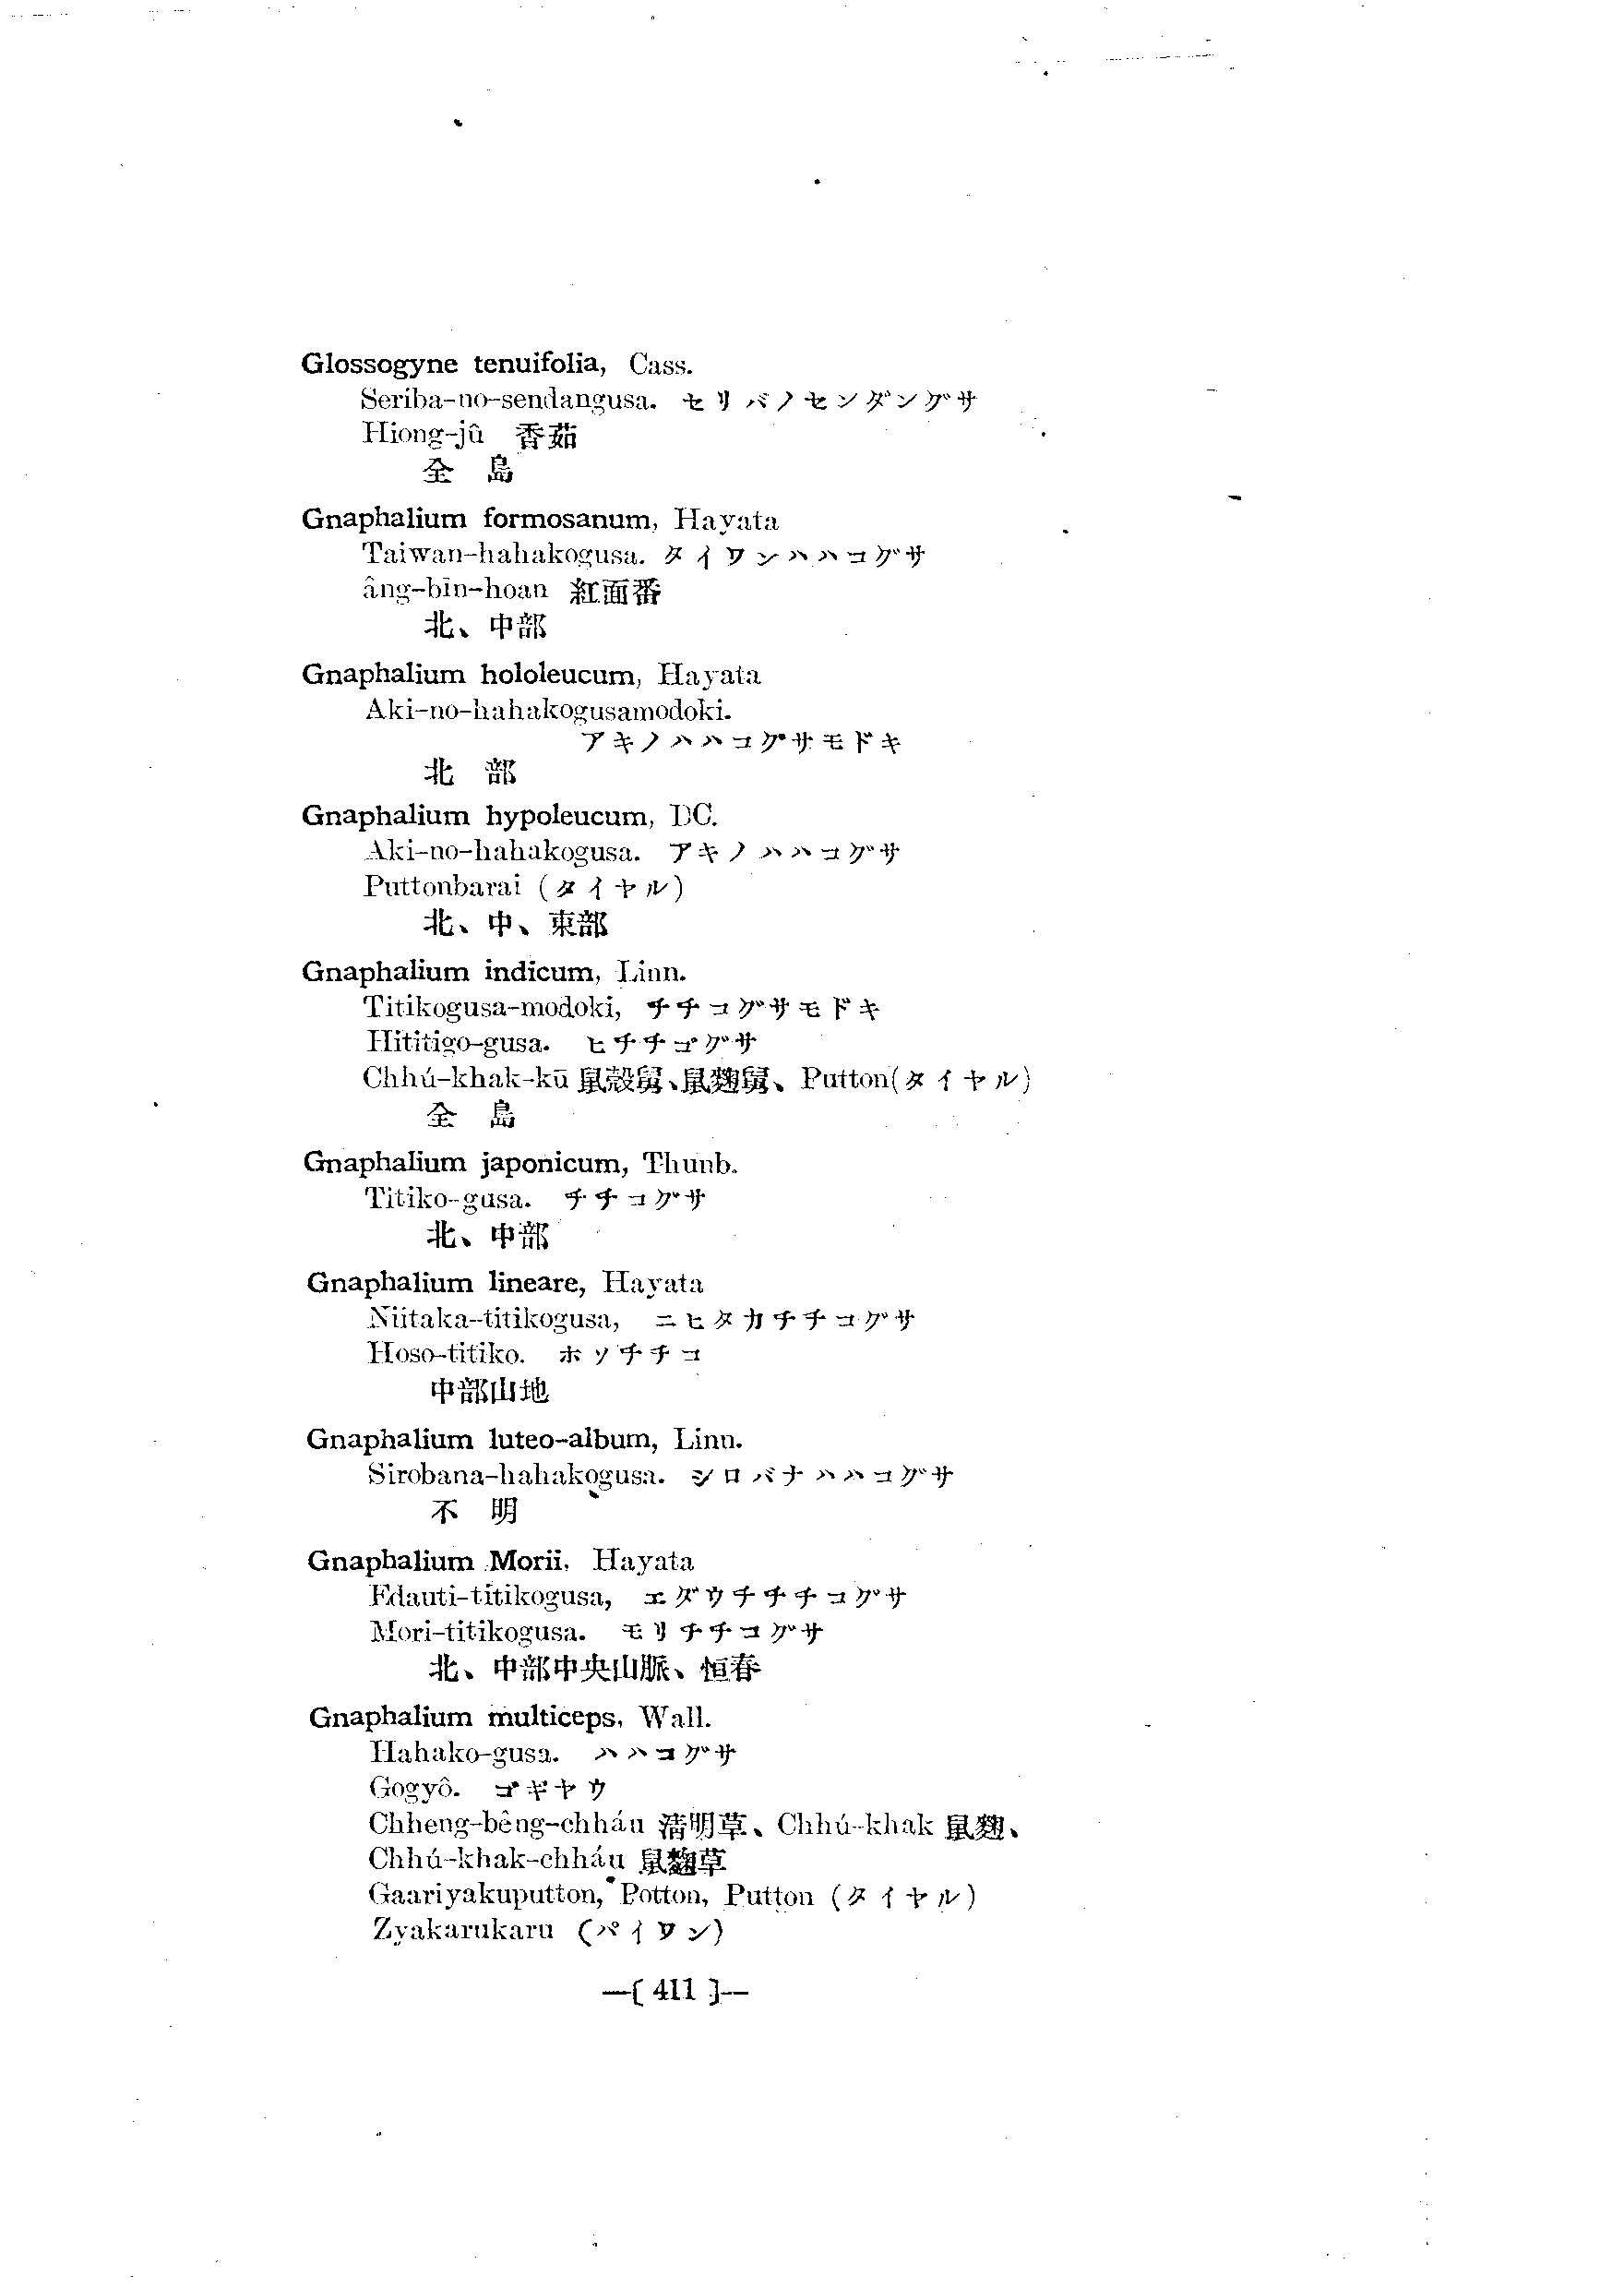 Glossogyne tenuifolia, Cass.
Seriba-no-sendangusa. セリバノセンダングサ
Hiong-jû 香茹
全 島
Gnaphalium formosanum, Hayata
Taiwan-hahakogusa. タイワンハハコグサ
âng-bīn-hoan 紅面番
北、中部
Gnaphalium hololeucum, Hayata
Aki-no-hahakogusamodoki.
アキノハハコグサモドキ
北 部
Gnaphalium hypoleucum, DC.
Aki-no-hahakogusa. アキノハハコグサ
Puttonbarai (タイヤル)
北、中、東部
Gnaphalium indicum, Linn.
Titikogusa-modoki, チチコグサモドキ
Hititigo-gusa. ヒチチゴグサ
Chhú-khak-kū 鼠殼舅、鼠麴舅、Putton(タイヤル)
全 島
Gnaphalium japonicum, Thunb.
Titiko-gusa. チチコグサ
北、中部
Gnaphalium lineare, Hayata
Niitaka-titikogusa, ニヒタカチチコグサ
Hoso-titiko. ホソチチコ
中部山地
Gnaphalium luteo-album, Linn.
Sirobana-hahakogusa. シロバナハハコグサ
不 明
Gnaphalium Morii, Hayata
Edauti-titikogusa, エダウチチチコグサ
Mori-titikogusa. モリチチコグサ
北、中部中央山脈、恒春
Gnaphalium multiceps, Wall.
Hahako-gusa. ハハコグサ
Gogyô. ゴギヤウ
Chheng-bêng-chháu 清明草、Chhú-khak 鼠麴、
Chhú-khak-chháu 鼠麴草
Gaariyakuputton, Potton, Putton (タイヤル)
Zyakarukaru (パイワン)
—[ 411 ]—